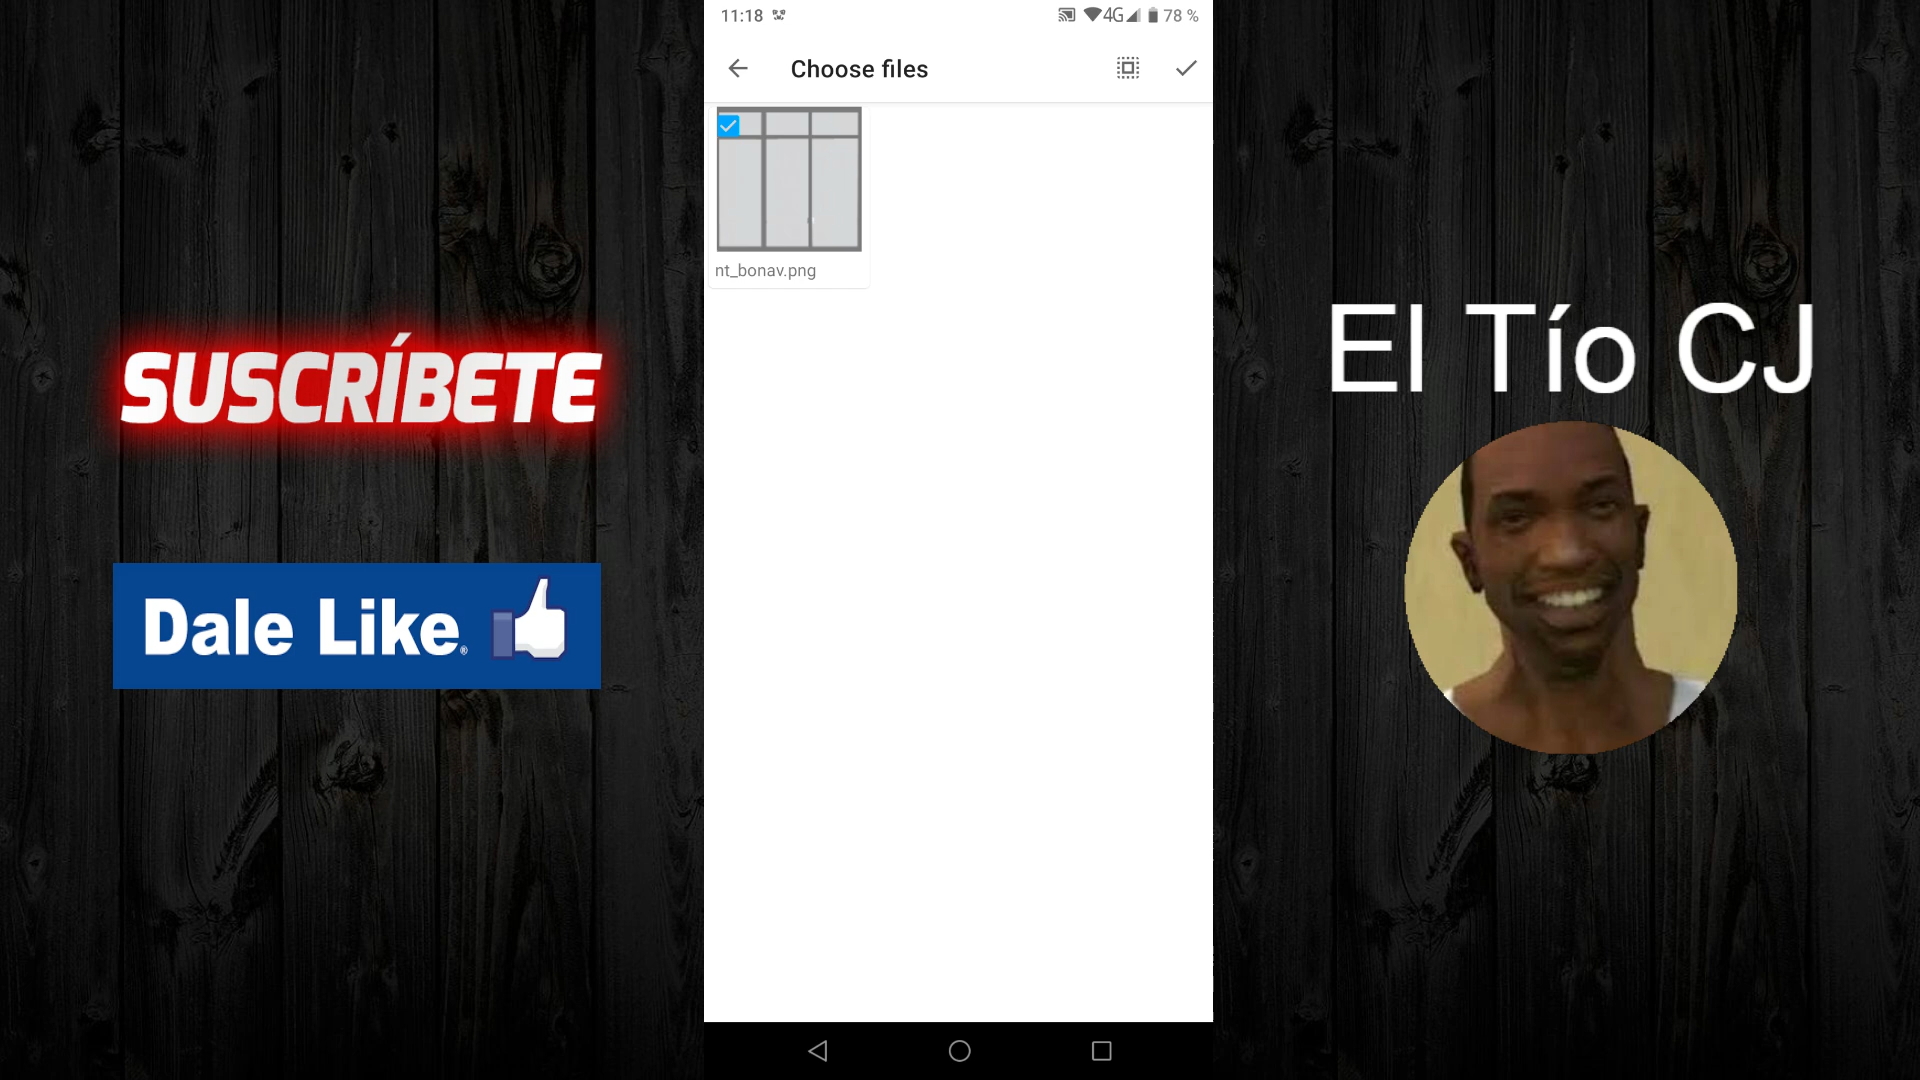 11:18
4G 78 %
Choose files
nt_bonav.png
SUSCRÍBETE
Dale Like®
El Tío CJ